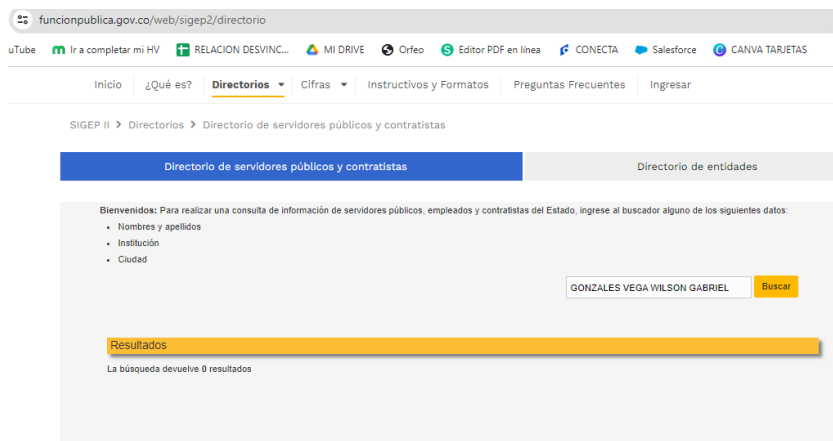 funcionpublica.gov.co/web/sigep2/directorio
uTube Ir a completar mi HV RELACION DESVINC... MI DRIVE Orfeo Editor PDF en línea CONECTA Salesforce CANVA TARJETAS
Inicio ¿Qué es? Directorios Cifras Instructivos y Formatos Preguntas Frecuentes Ingresar
SIGEP II > Directorios > Directorio de servidores públicos y contratistas
Directorio de servidores públicos y contratistas Directorio de entidades
Bienvenidos: Para realizar una consulta de información de servidores públicos, empleados y contratistas del Estado, ingrese al buscador alguno de los siguientes datos:
• Nombres y apellidos
• Institución
• Ciudad
GONZALES VEGA WILSON GABRIEL Buscar
Resultados
La búsqueda devuelve 0 resultados